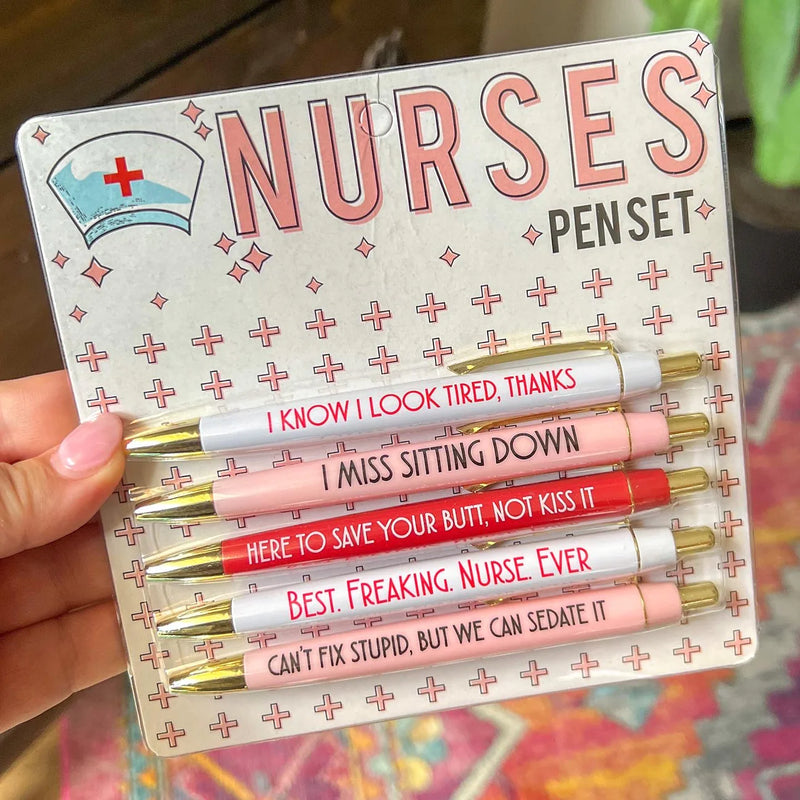 NURSES
PEN SET
I KNOW I LOOK TIRED, THANKS
I MISS SITTING DOWN
HERE TO SAVE YOUR BUTT, NOT KISS IT
BEST. FREAKING. NURSE. EVER
CAN'T FIX STUPID, BUT WE CAN SEDATE IT